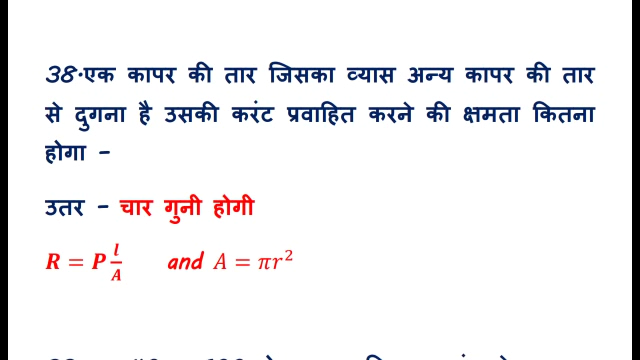 38.एक कापर की तार जिसका व्यास अन्य कापर की तार
से दुगना है उसकी करंट प्रवाहित करने की क्षमता कितना
होगा –
उतर – चार गुनी होगी
R = P l/A and A = πr²